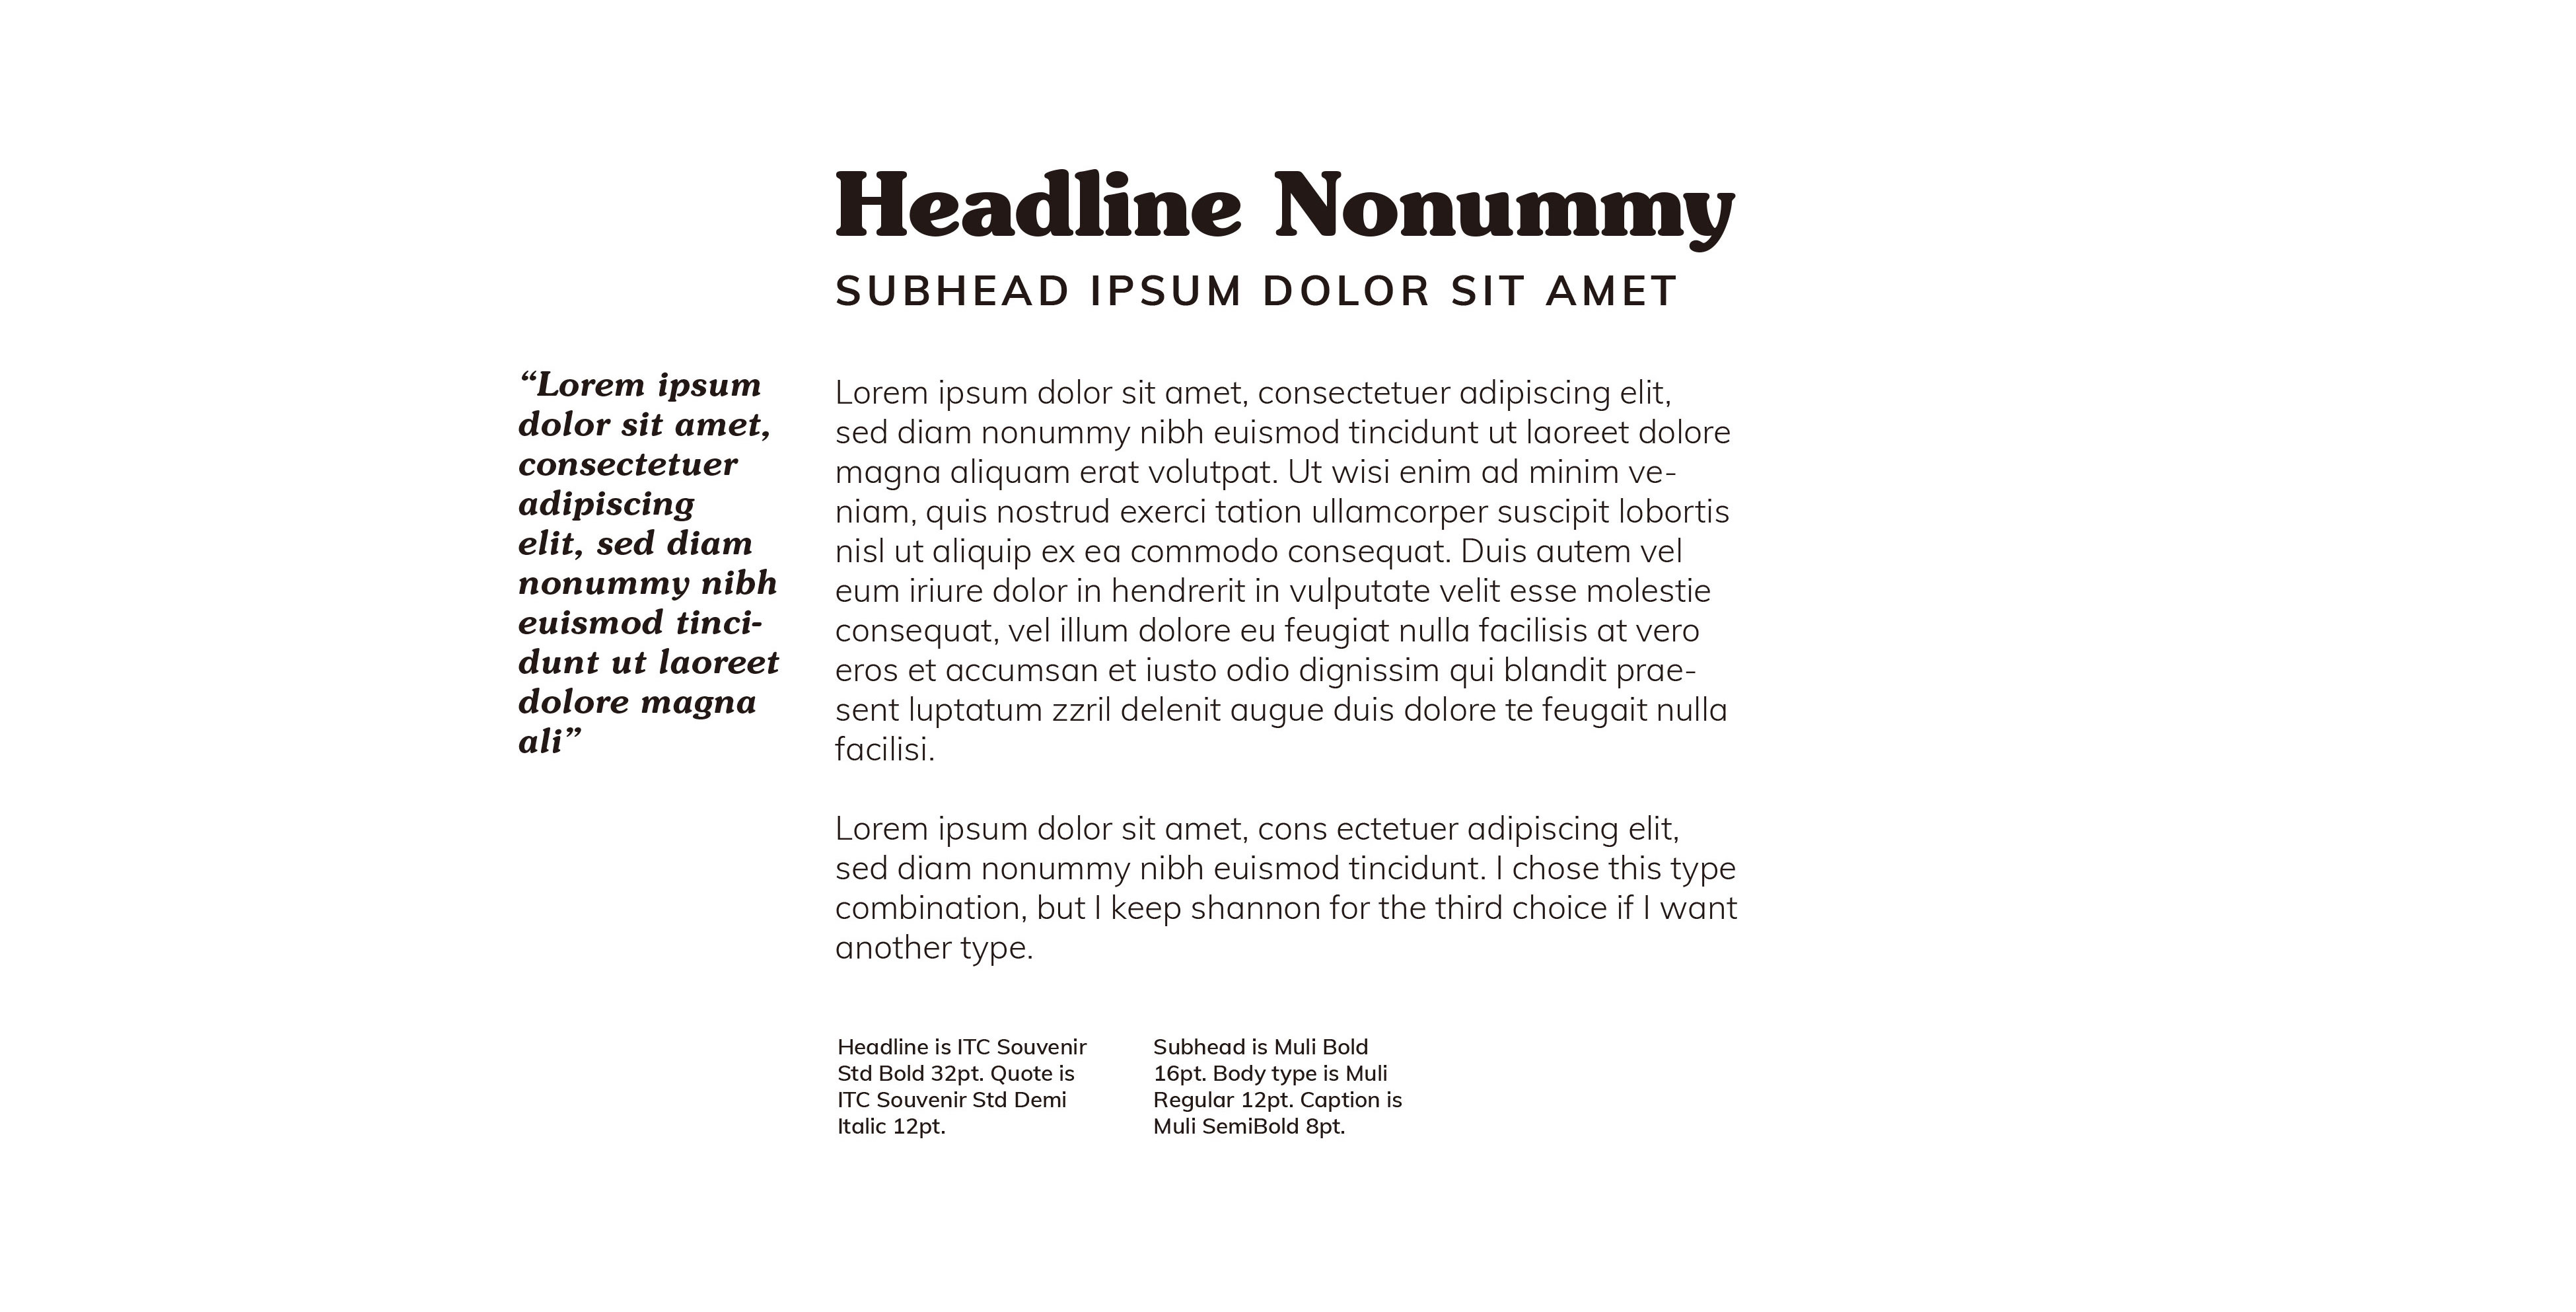 Headline Nonummy
SUBHEAD IPSUM DOLOR SIT AMET
“Lorem ipsum
dolor sit amet,
consectetuer
adipiscing
elit, sed diam
nonummy nibh
euismod tinci-
dunt ut laoreet
dolore magna
ali”
Lorem ipsum dolor sit amet, consectetuer adipiscing elit,
sed diam nonummy nibh euismod tincidunt ut laoreet dolore
magna aliquam erat volutpat. Ut wisi enim ad minim ve-
niam, quis nostrud exerci tation ullamcorper suscipit lobortis
nisl ut aliquip ex ea commodo consequat. Duis autem vel
eum iriure dolor in hendrerit in vulputate velit esse molestie
consequat, vel illum dolore eu feugiat nulla facilisis at vero
eros et accumsan et iusto odio dignissim qui blandit prae-
sent luptatum zzril delenit augue duis dolore te feugait nulla
facilisi.
Lorem ipsum dolor sit amet, cons ectetuer adipiscing elit,
sed diam nonummy nibh euismod tincidunt. I chose this type
combination, but I keep shannon for the third choice if I want
another type.
Headline is ITC Souvenir
Std Bold 32pt. Quote is
ITC Souvenir Std Demi
Italic 12pt.
Subhead is Muli Bold
16pt. Body type is Muli
Regular 12pt. Caption is
Muli SemiBold 8pt.